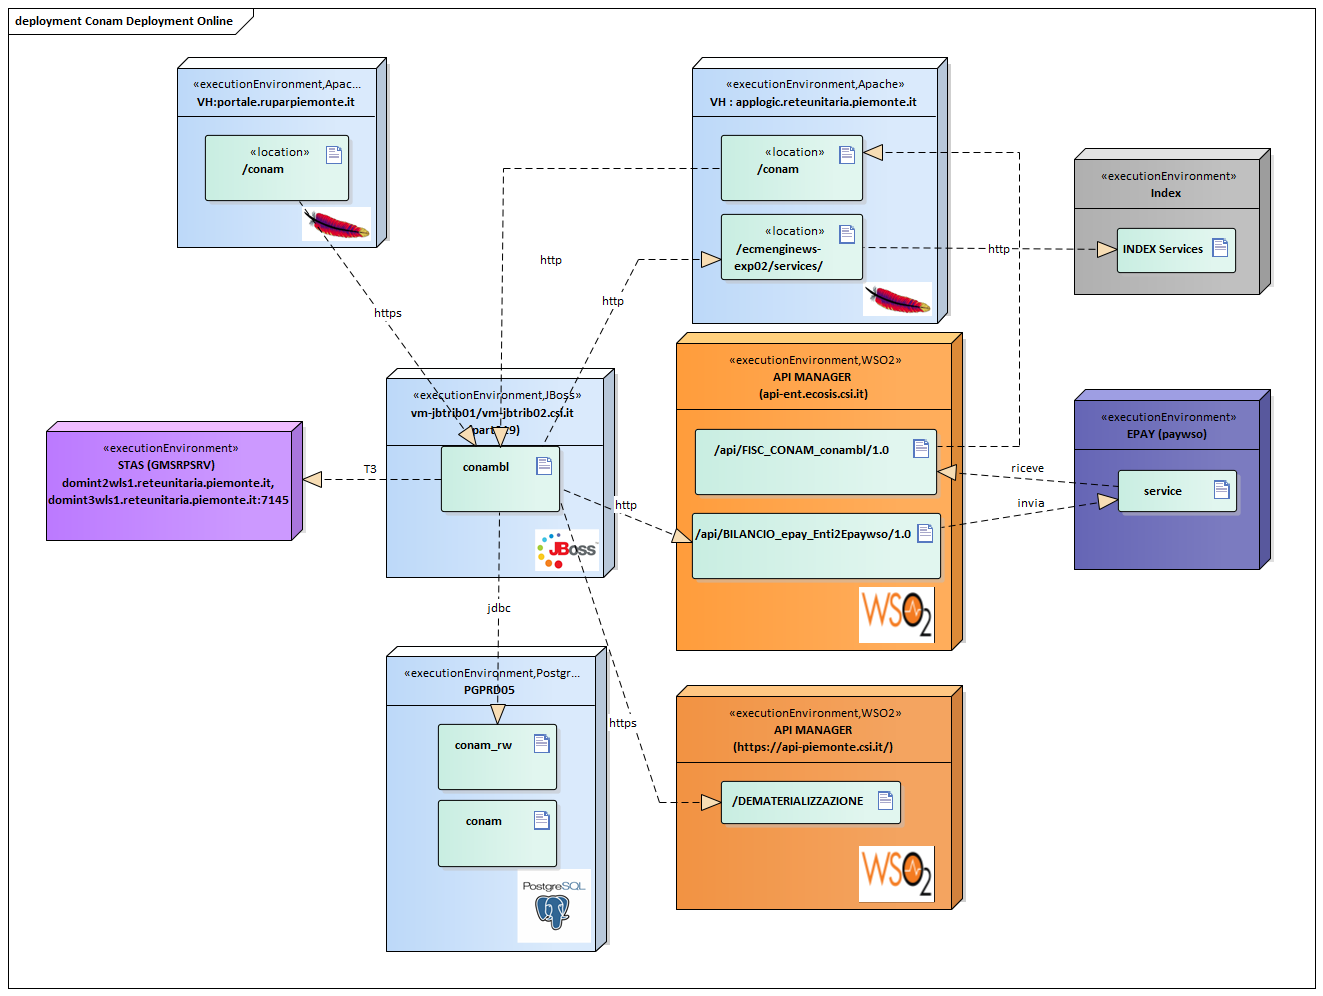 deployment Conam Deployment Online
«executionEnvironment,Apac...
VH:portale.ruparpiemonte.it
«location»
/conam
«executionEnvironment,Apache»
VH : applogic.reteunitaria.piemonte.it
«location»
/conam
«location»
/ecmenginews-
exp02/services/
«executionEnvironment»
Index
INDEX Services
http
http
http
https
«executionEnvironment,JBoss»
vm-jbtrib01/vm-jbtrib02.csi.it
conambl
JBoss
«executionEnvironment,WSO2»
API MANAGER
(api-ent.ecosis.csi.it)
/api/FISC_CONAM_conambl/1.0
/api/BILANCIO_epay_Enti2Epaywso/1.0
WSO2
«executionEnvironment»
EPAY (paywso)
service
riceve
invia
«executionEnvironment»
STAS (GMSRPSRV)
domint2wls1.reteunitaria.piemonte.it,
domint3wls1.reteunitaria.piemonte.it:7145
T3
http
jdbc
https
«executionEnvironment,Postgr...
PGPRD05
conam_rw
conam
PostgreSQL
«executionEnvironment,WSO2»
API MANAGER
(https://api-piemonte.csi.it/)
/DEMATERIALIZZAZIONE
WSO2